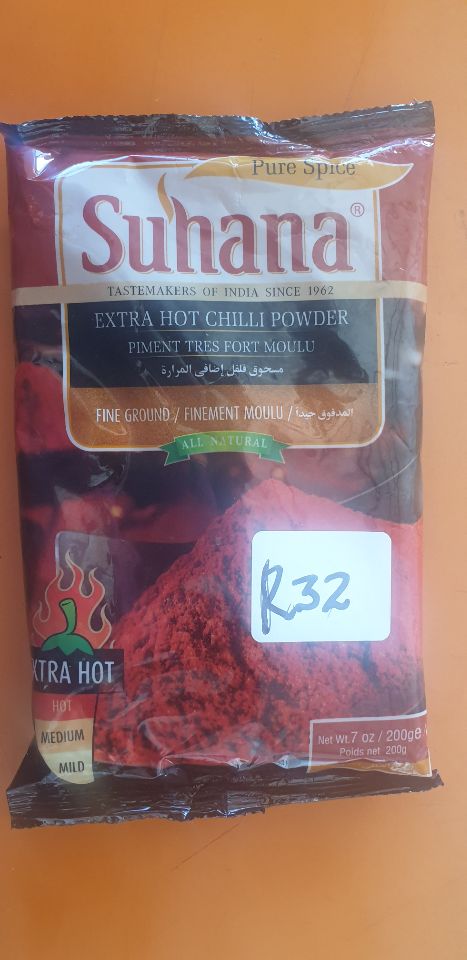 Pure Spice
Suhana®
TASTEMAKERS OF INDIA SINCE 1962
EXTRA HOT CHILLI POWDER
PIMENT TRES FORT MOULU
مسحوق فلفل إضافي المرارة
FINE GROUND / FINEMENT MOULU / المدقوق جيداً
ALL NATURAL
R32
XTRA HOT
HOT
MEDIUM
MILD
Net Wt.7 oz / 200g e
Poids net 200g